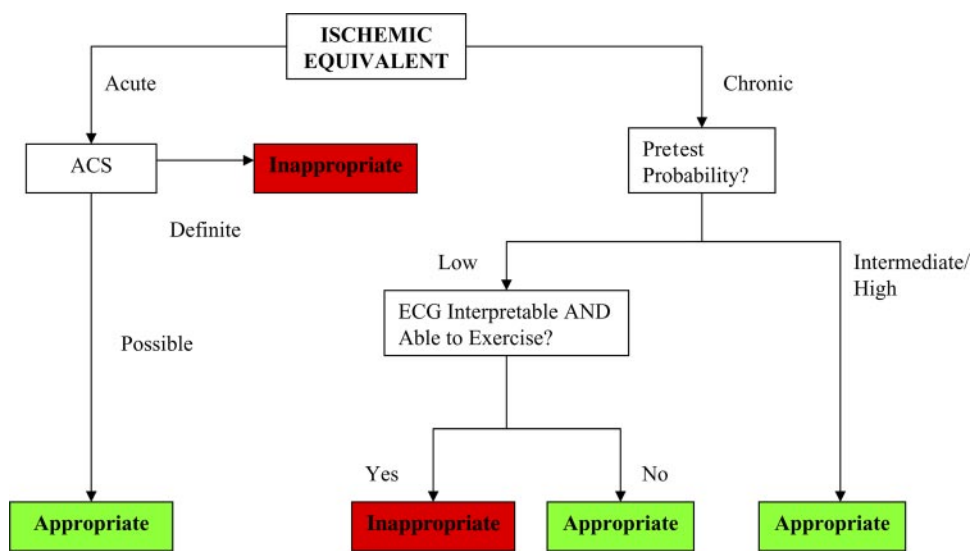 ISCHEMIC
EQUIVALENT
Acute
Chronic
ACS
Inappropriate
Pretest
Probability?
Definite
Low
Intermediate/
High
ECG Interpretable AND
Able to Exercise?
Possible
Yes
No
Appropriate
Inappropriate
Appropriate
Appropriate